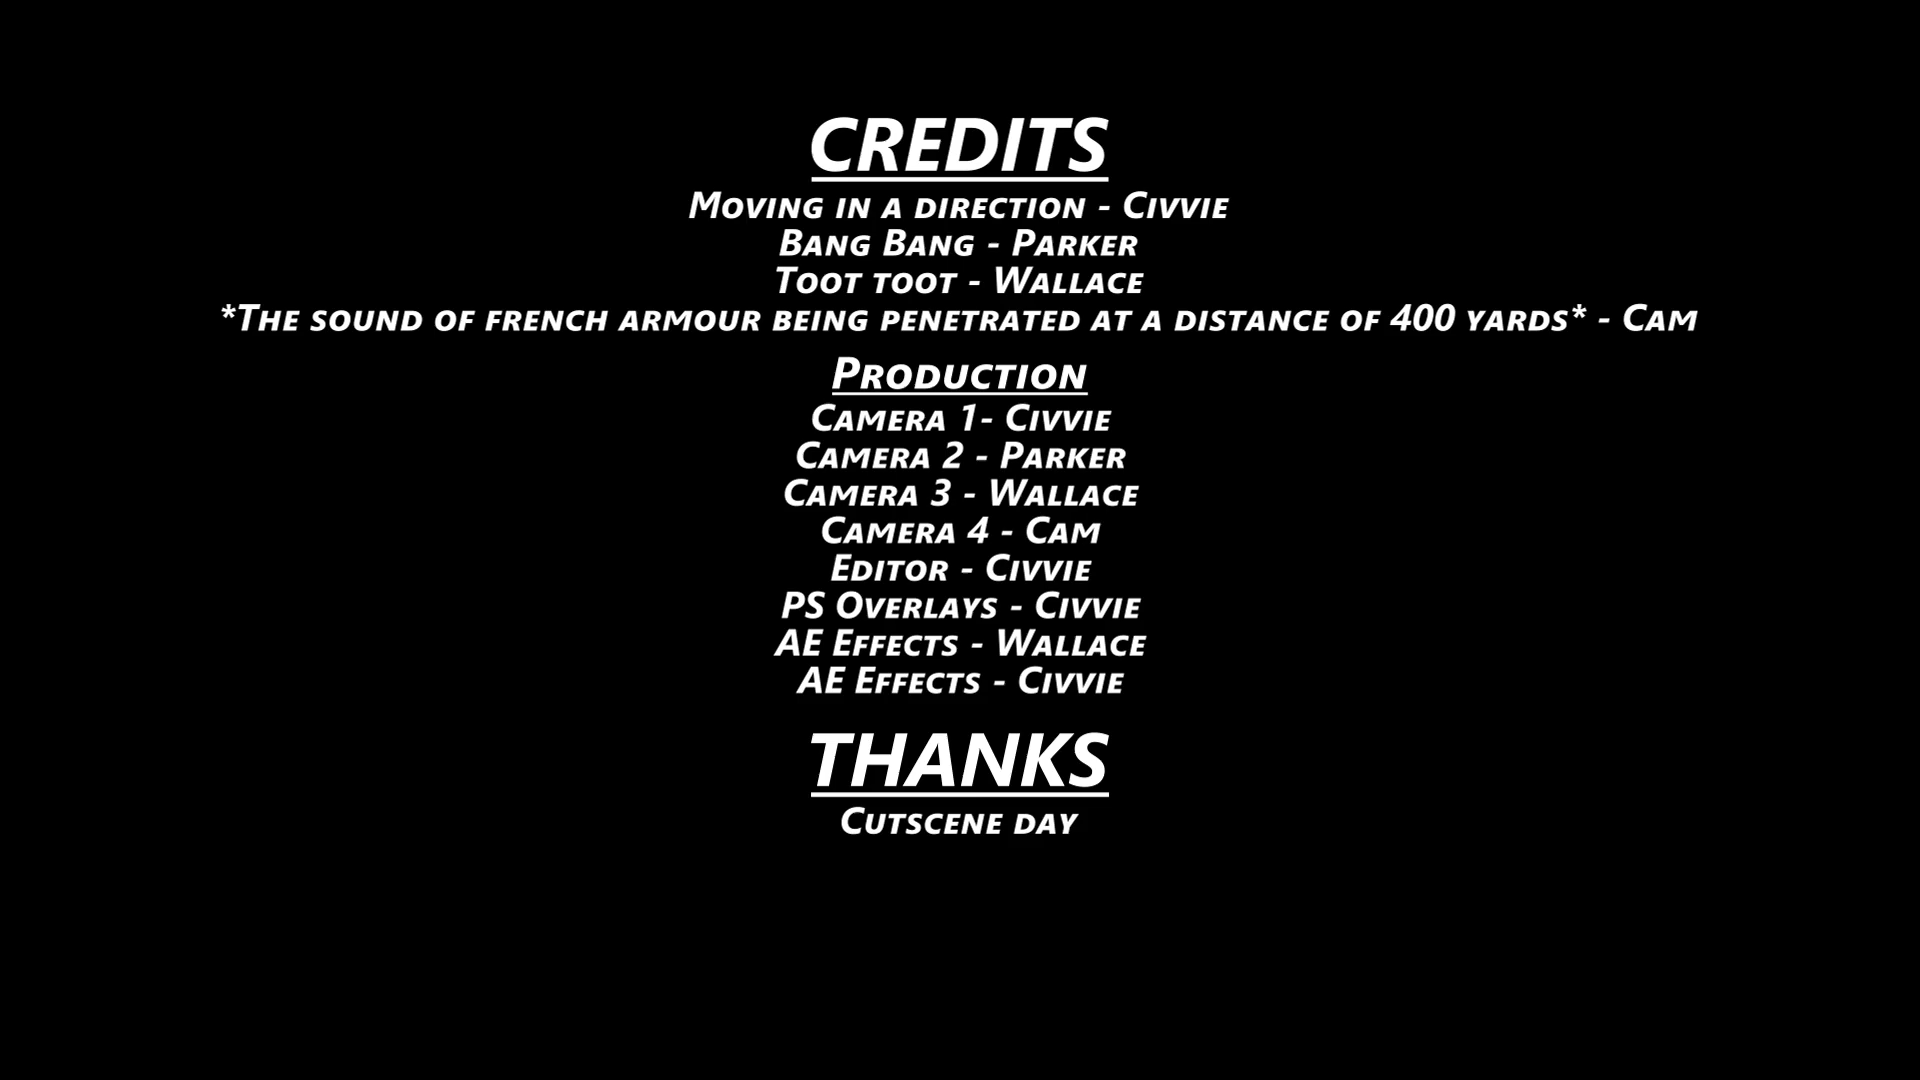 CREDITS
Moving in a direction - Civvie
Bang Bang - Parker
Toot toot - Wallace
*The sound of french armour being penetrated at a distance of 400 yards* - Cam
Production
Camera 1- Civvie
Camera 2 - Parker
Camera 3 - Wallace
Camera 4 - Cam
Editor - Civvie
PS Overlays - Civvie
AE Effects - Wallace
AE Effects - Civvie
THANKS
Cutscene day